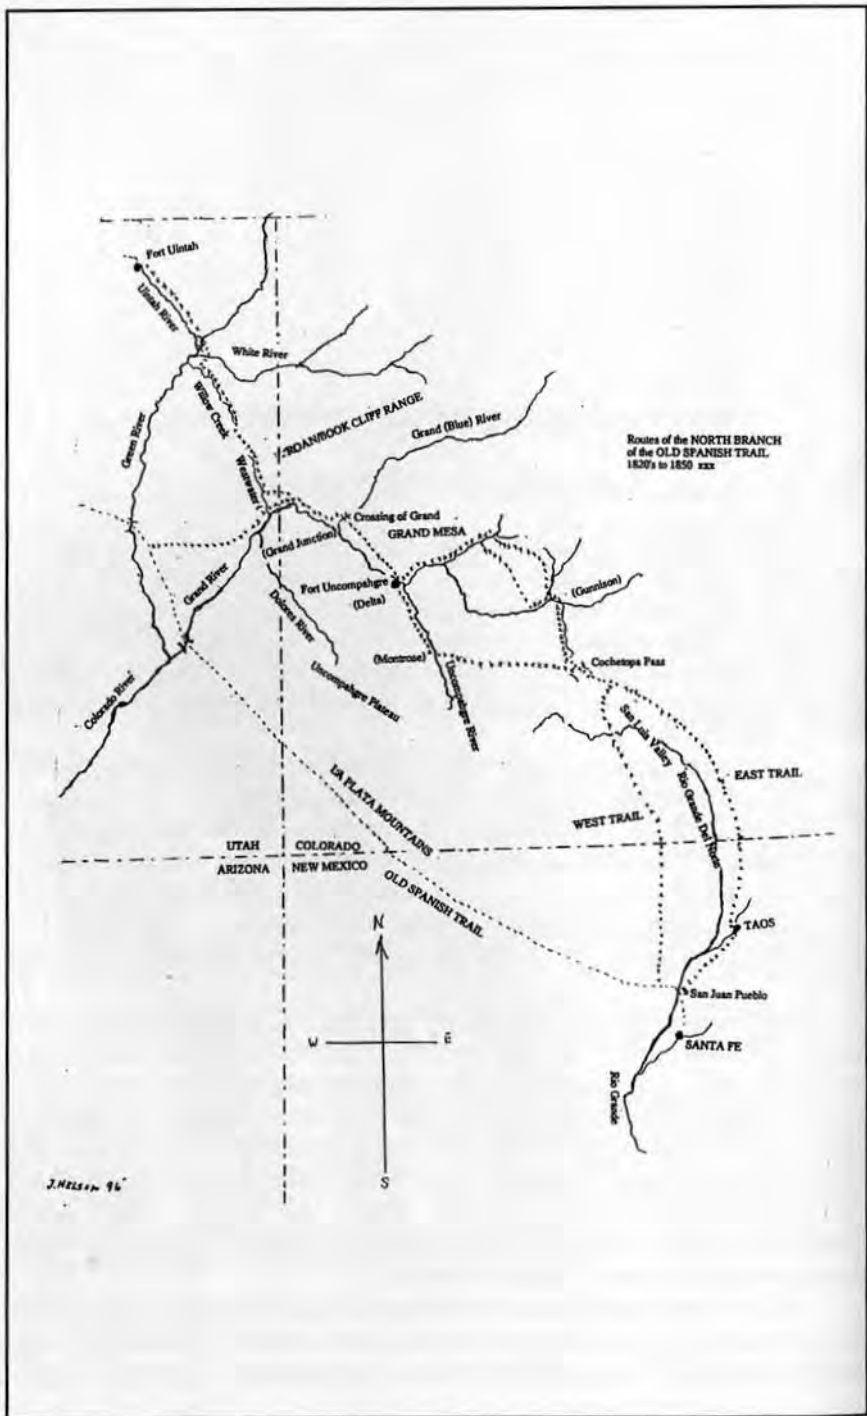 Fort Uintah
Uintah River
White River
Willow Creek
Green River
ROAN/BOOK CLIFF RANGE
Grand (Blue) River
Routes of the NORTH BRANCH
of the OLD SPANISH TRAIL
1820's to 1850 xxx
Westwater
Crossing of Grand
(Grand Junction)
GRAND MESA
Grand River
Fort Uncompahgre
(Delta)
(Gunnison)
Dolores River
(Montrose)
Cochetopa Pass
Uncompahgre Plateau
Uncompahgre River
Colorado River
San Luis Valley
EAST TRAIL
LA PLATA MOUNTAINS
WEST TRAIL
Rio Grande Del Norte
UTAH
COLORADO
ARIZONA
NEW MEXICO
OLD SPANISH TRAIL
N
TAOS
San Juan Pueblo
W
E
SANTA FE
Rio Grande
S
J. NELSON 96'